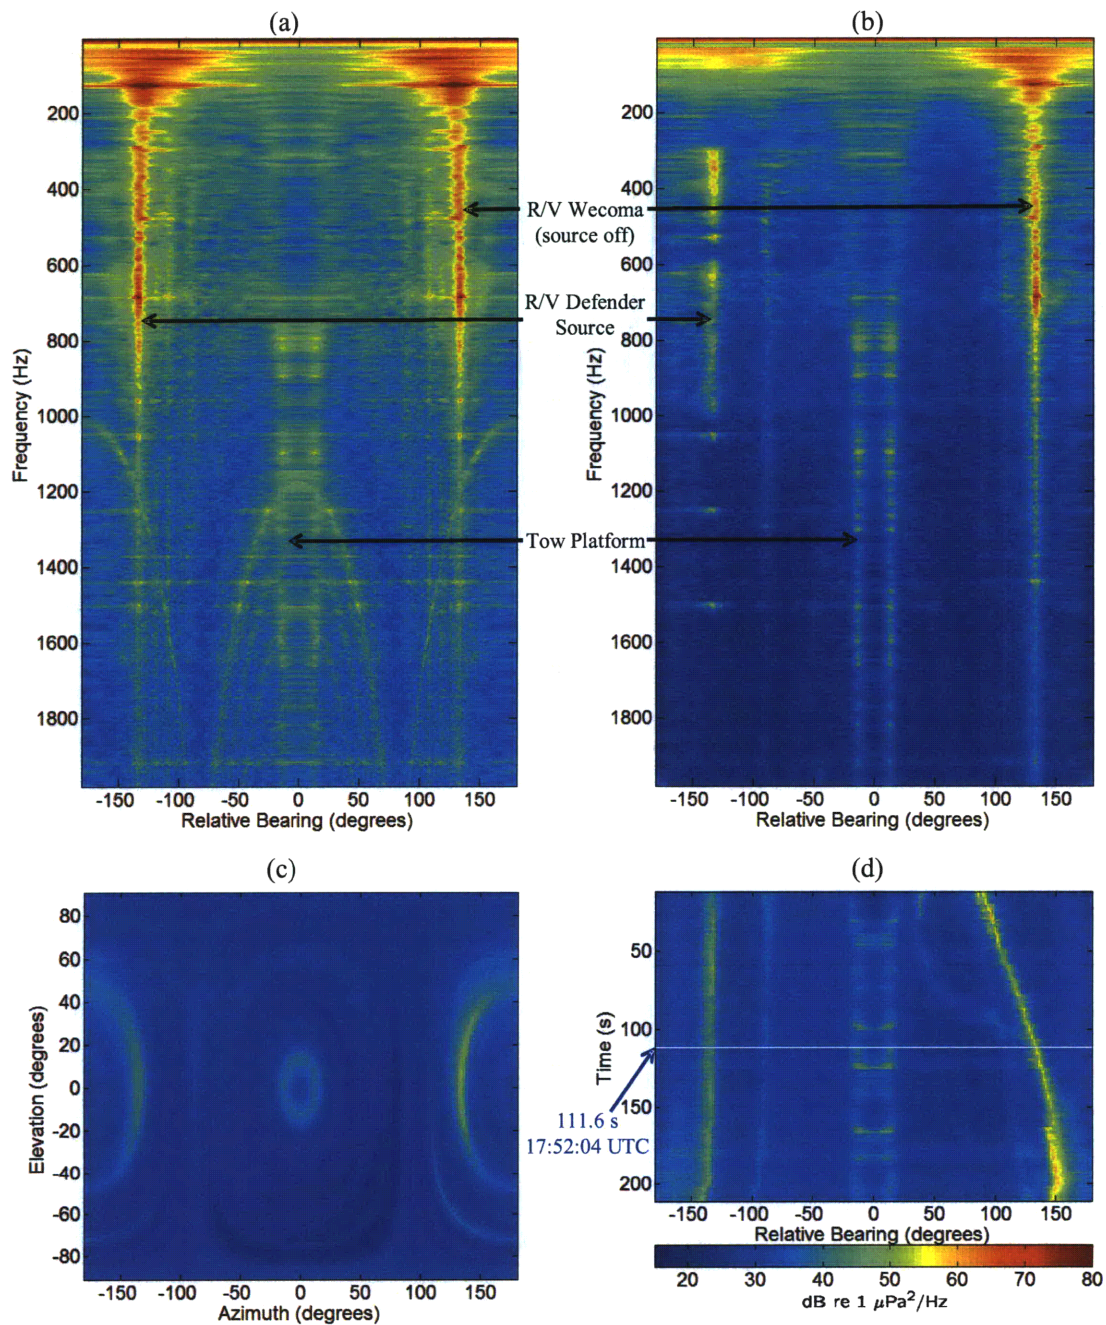 (a)
(b)
200
400
600
800
1000
1200
1400
1600
1800
Frequency (Hz)
-150 -100 -50 0 50 100 150
Relative Bearing (degrees)
R/V Wecoma
(source off)
R/V Defender
Source
Tow Platform
200
400
600
800
1000
1200
1400
1600
1800
Frequency (Hz)
-150 -100 -50 0 50 100 150
Relative Bearing (degrees)
(c)
(d)
80
60
40
20
0
-20
-40
-60
-80
Elevation (degrees)
-150 -100 -50 0 50 100 150
Azimuth (degrees)
111.6 s
17:52:04 UTC
50
100
150
200
Time (s)
-150 -100 -50 0 50 100 150
Relative Bearing (degrees)
20 30 40 50 60 70 80
dB re 1 μPa²/Hz